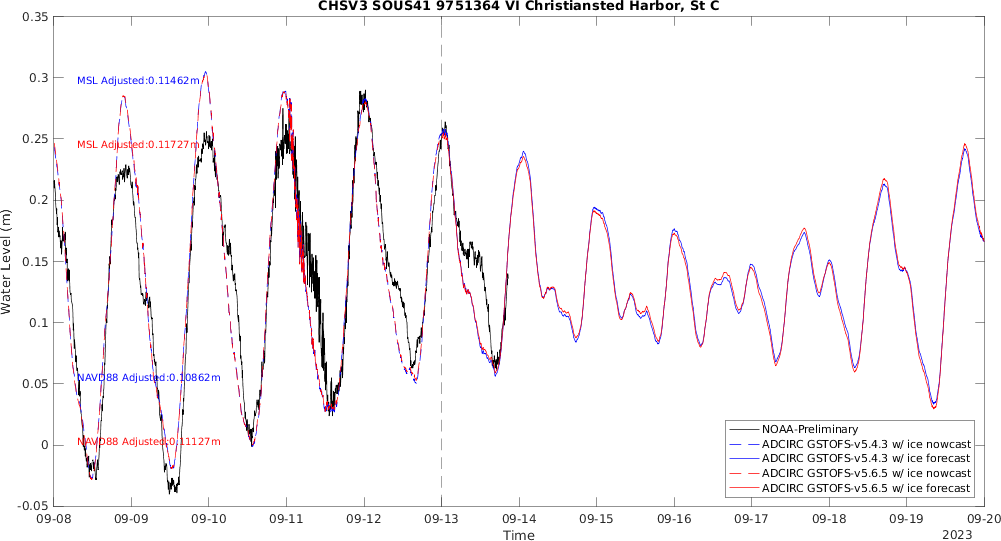 CHSV3 SOUS41 9751364 VI Christiansted Harbor, St C
0.35
0.3
0.25
0.2
0.15
0.1
0.05
0
-0.05
Water Level (m)
MSL Adjusted:0.11462m
MSL Adjusted:0.11727m
NAVD88 Adjusted:0.10862m
NAVD88 Adjusted:0.11127m
NOAA-Preliminary
ADCIRC GSTOFS-v5.4.3 w/ ice nowcast
ADCIRC GSTOFS-v5.4.3 w/ ice forecast
ADCIRC GSTOFS-v5.6.5 w/ ice nowcast
ADCIRC GSTOFS-v5.6.5 w/ ice forecast
09-08 09-09 09-10 09-11 09-12 09-13 09-14 09-15 09-16 09-17 09-18 09-19 09-20
Time
2023